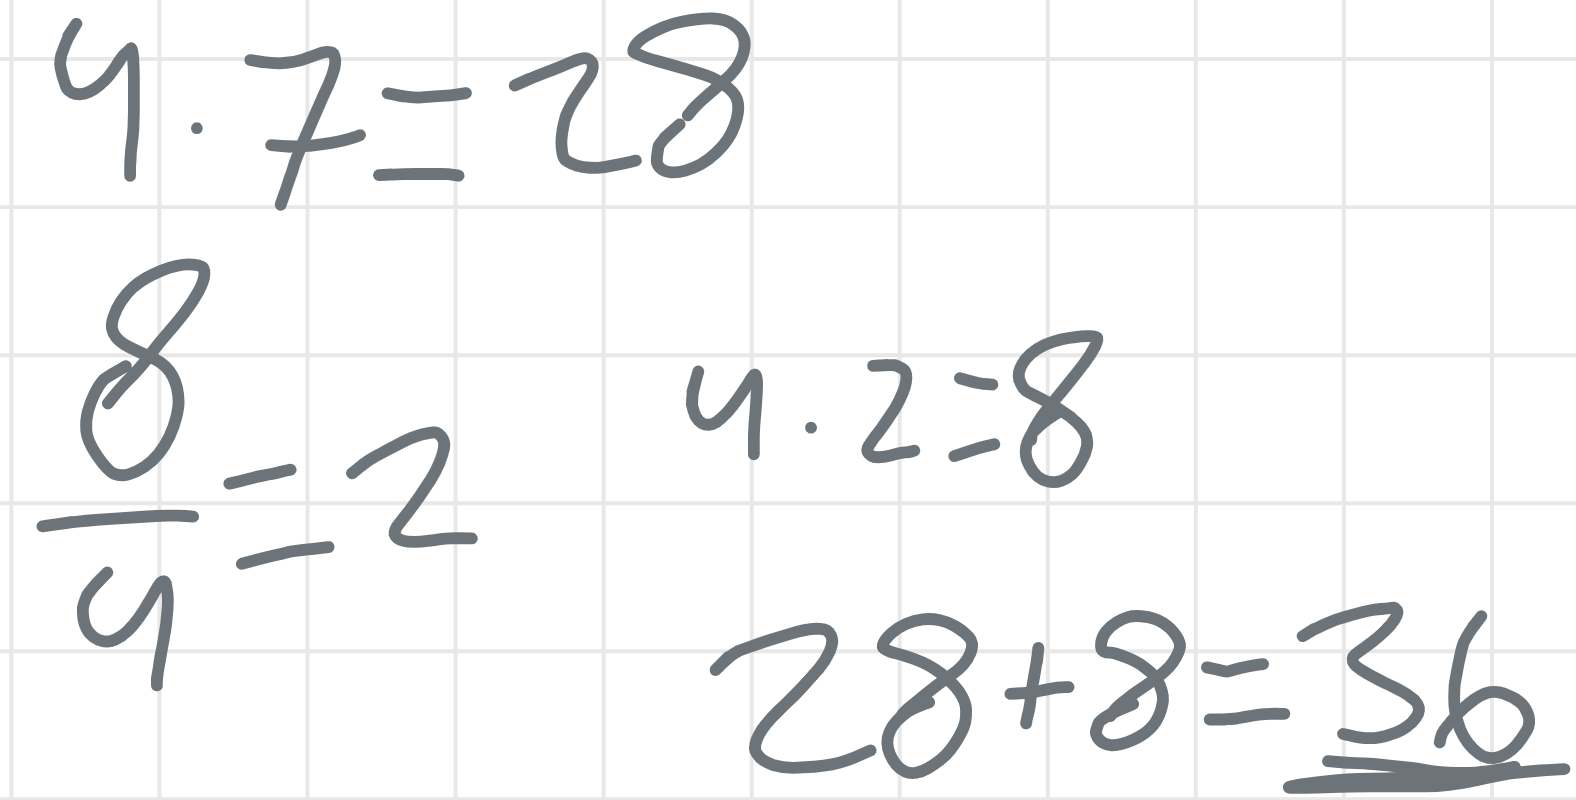 4 · 7 = 28
8/4 = 2
4 · 2 = 8
28 + 8 = 36